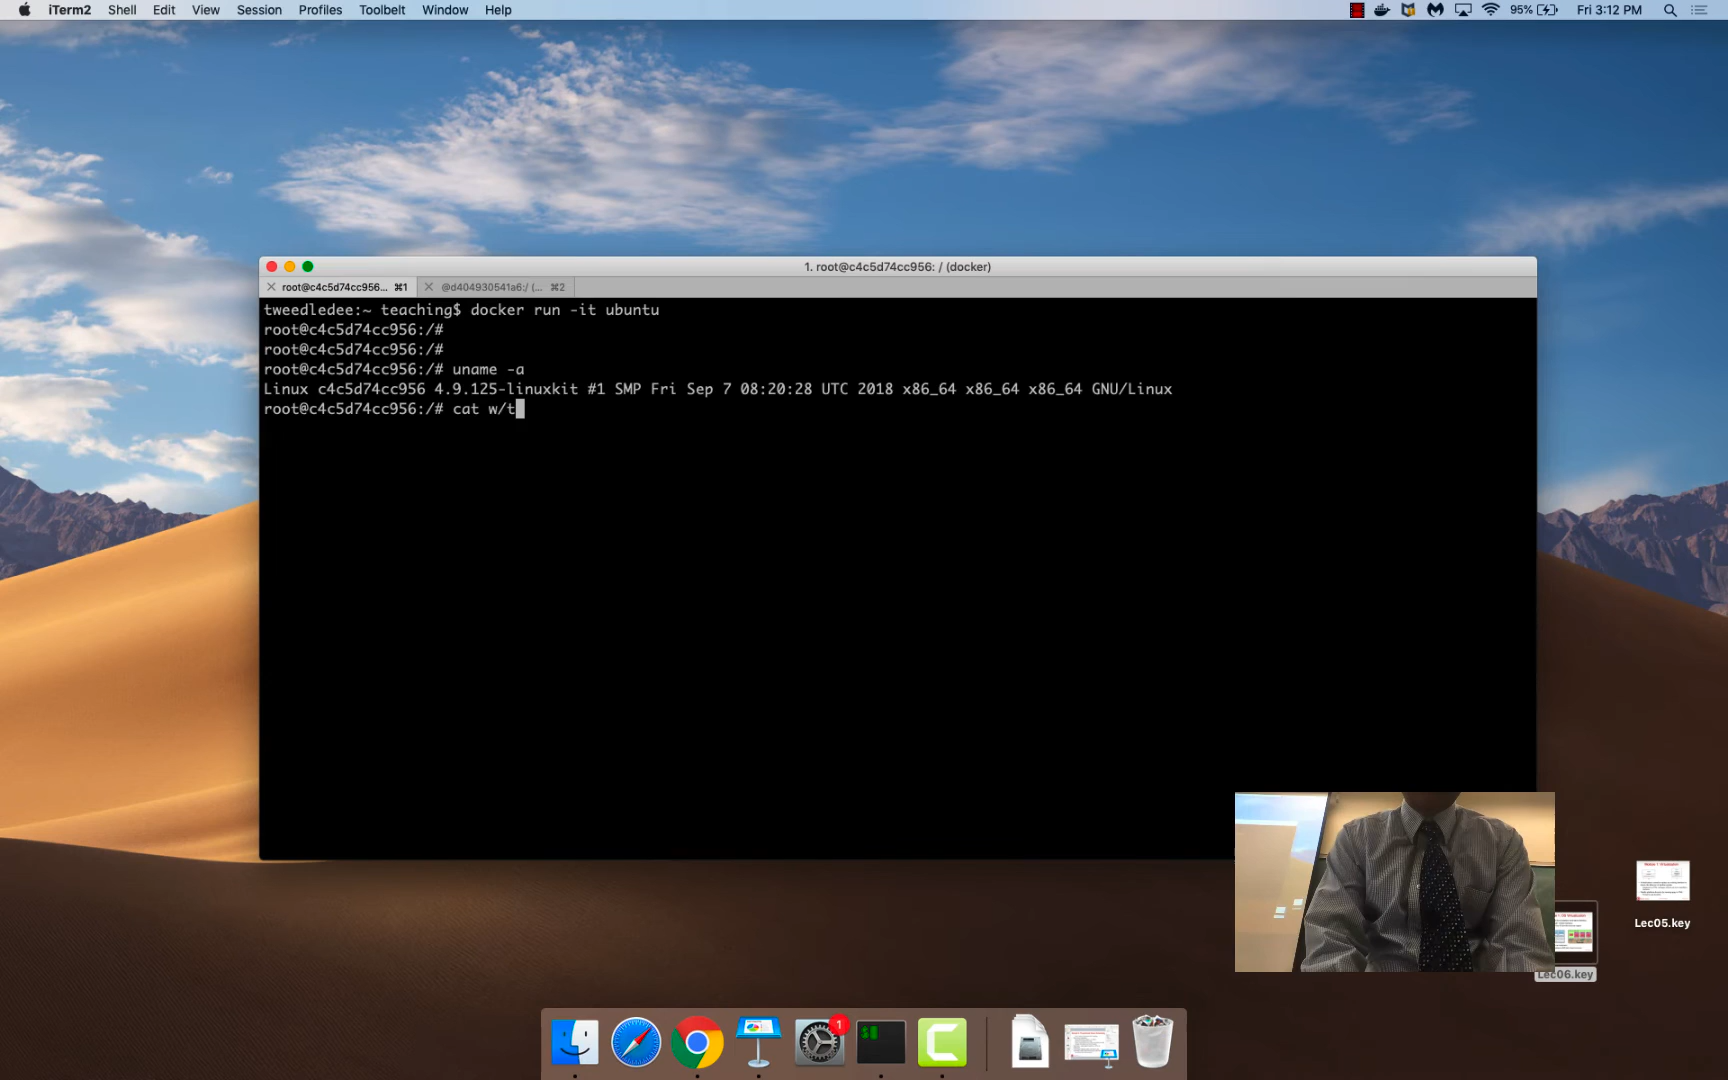 iTerm2 Shell Edit View Session Profiles Toolbelt Window Help 95% Fri 3:12 PM
1. root@c4c5d74cc956: / (docker)
root@c4c5d74cc956... ⌘1 @d404930541a6:/ (... ⌘2
tweedledee:~ teaching$ docker run -it ubuntu
root@c4c5d74cc956:/#
root@c4c5d74cc956:/#
root@c4c5d74cc956:/# uname -a
Linux c4c5d74cc956 4.9.125-linuxkit #1 SMP Fri Sep 7 08:20:28 UTC 2018 x86_64 x86_64 x86_64 GNU/Linux
root@c4c5d74cc956:/# cat w/t
Lec05.key
Lec06.key
1